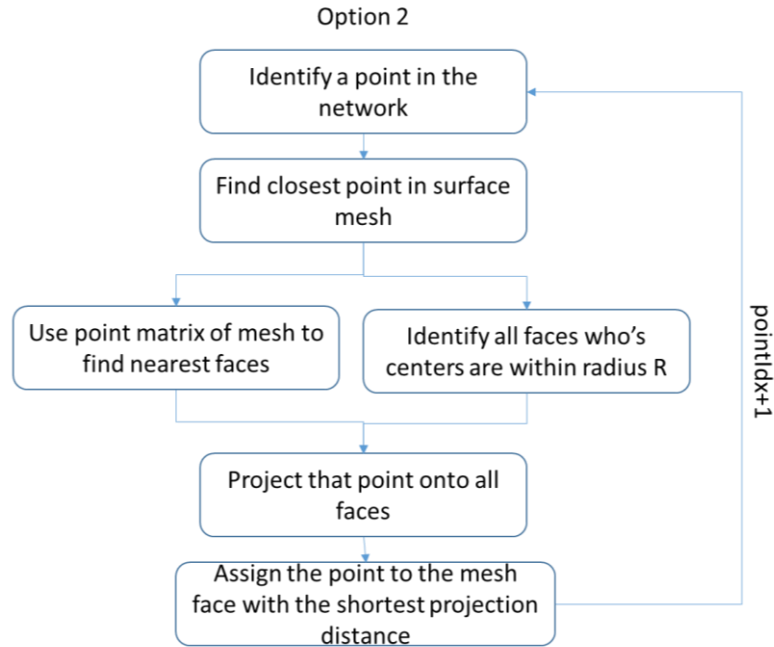 Option 2
Identify a point in the
network
Find closest point in surface
mesh
Use point matrix of mesh to
find nearest faces
Identify all faces who's
centers are within radius R
pointIdx+1
Project that point onto all
faces
Assign the point to the mesh
face with the shortest projection
distance